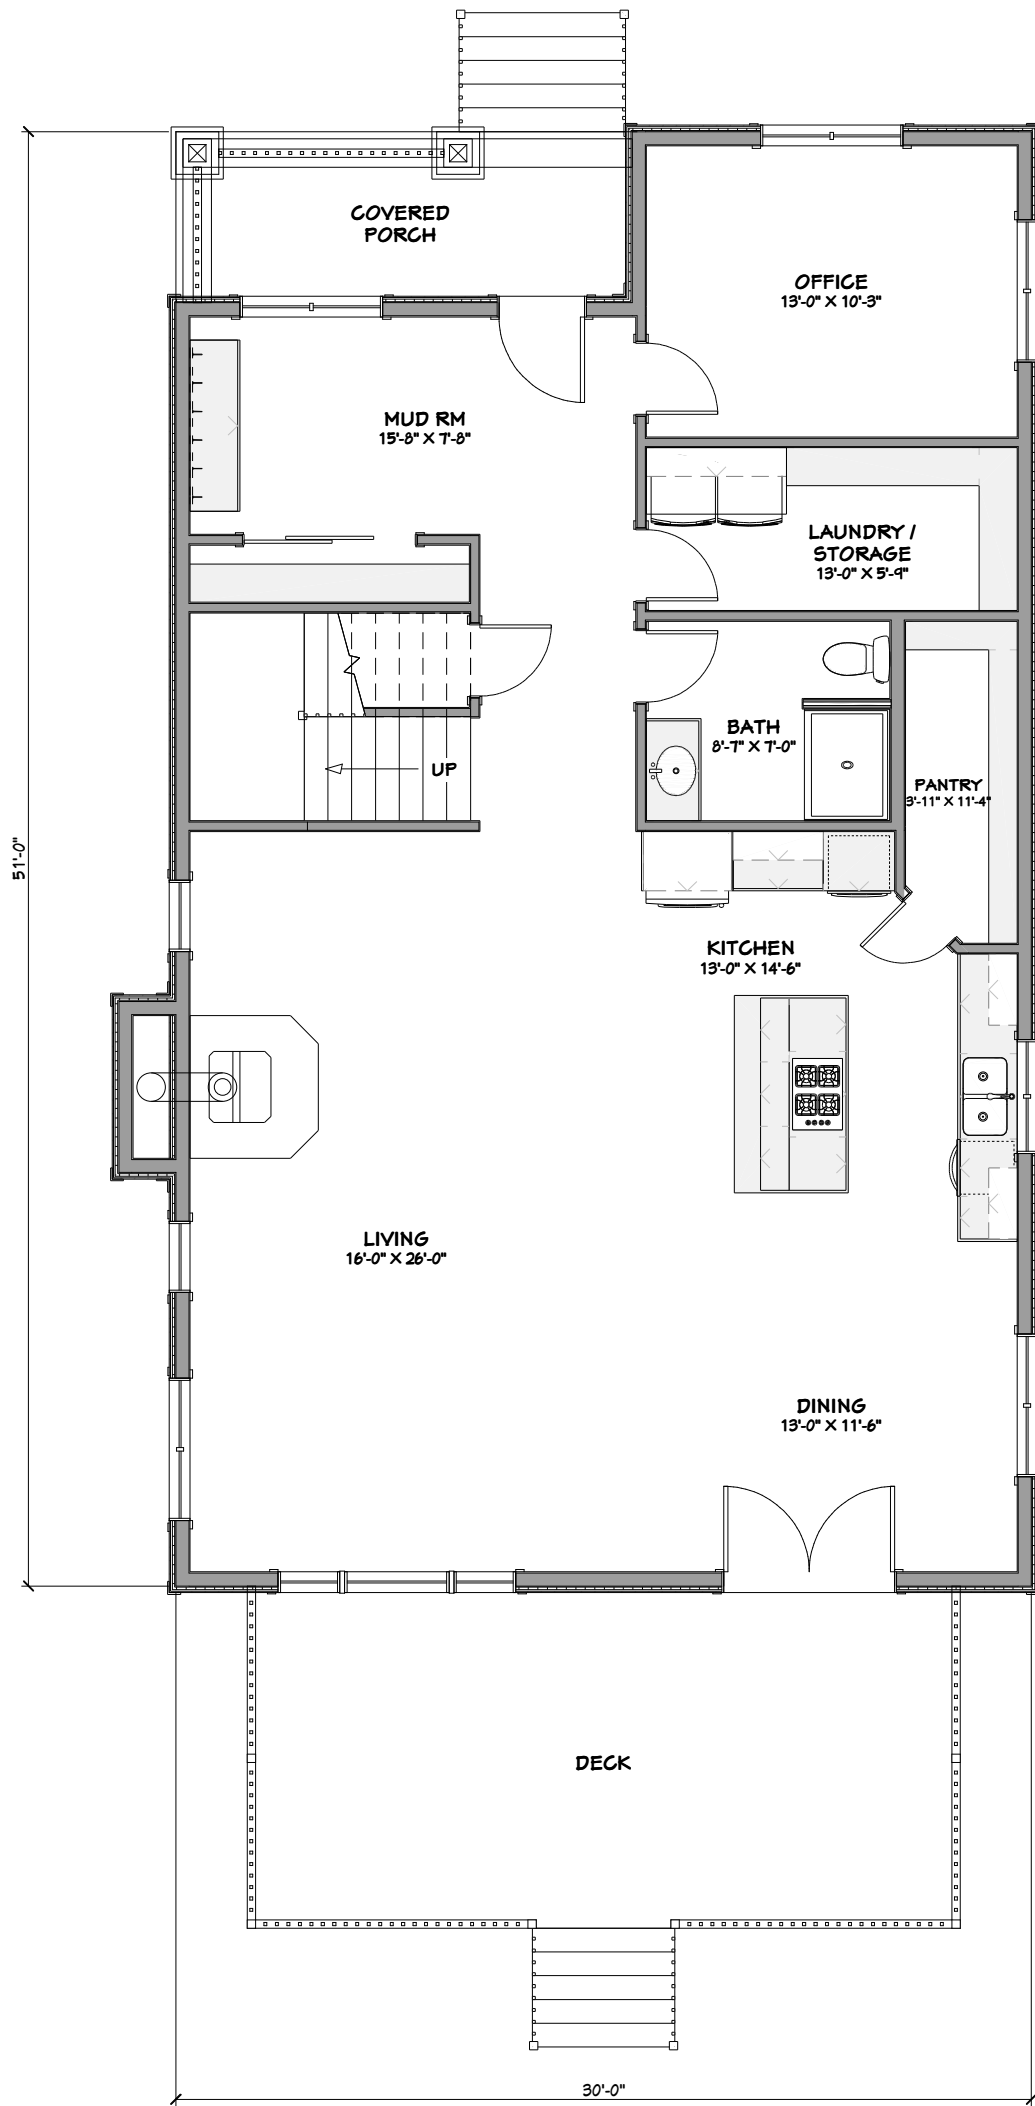 COVERED
PORCH
OFFICE
13'-0" X 10'-3"
MUD RM
15'-8" X 7'-8"
LAUNDRY /
STORAGE
13'-0" X 5'-9"
BATH
8'-7" X 7'-0"
UP
PANTRY
3'-11" X 11'-4"
51'-0"
KITCHEN
13'-0" X 14'-6"
LIVING
16'-0" X 26'-0"
DINING
13'-0" X 11'-6"
DECK
30'-0"